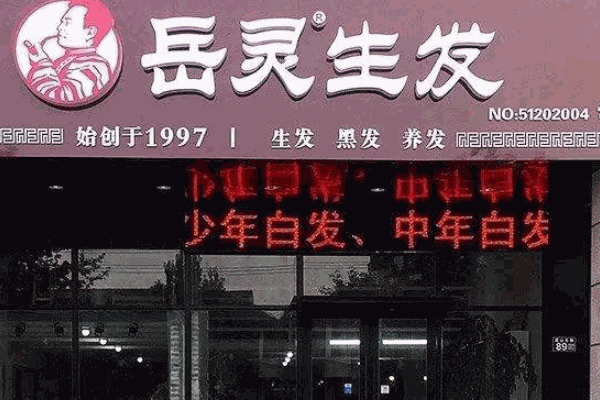 岳灵生发®
NO:51202004
始创于1997 | 生发 黑发 养发
少年白发、中年白发
89